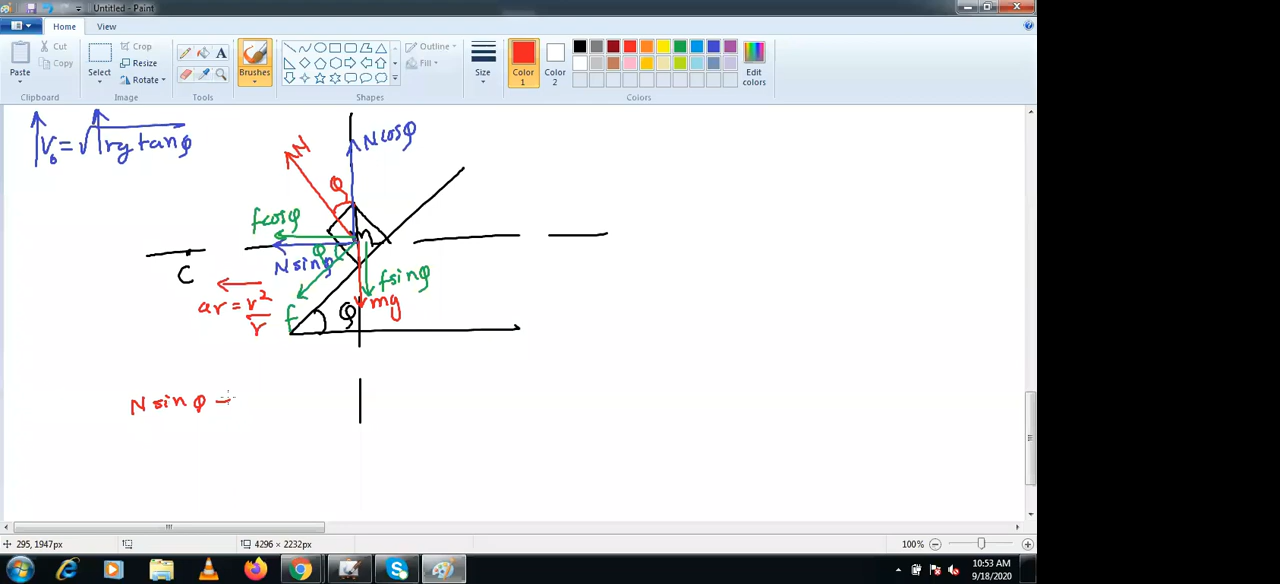 Untitled - Paint
Home View
Paste
Cut
Copy
Clipboard
Select
Crop
Resize
Rotate
Image
A
Tools
Brushes
Outline
Fill
Shapes
Size
Color 1
Color 2
Edit colors
Colors
V₀ = √rg tanφ
N
N cosφ
φ
f cosφ
m
C
φ
N sinφ
f sinφ
mg
ar = v²/r
f
φ
N sin φ
295, 1947px
4296 × 2232px
100%
10:53 AM
9/18/2020